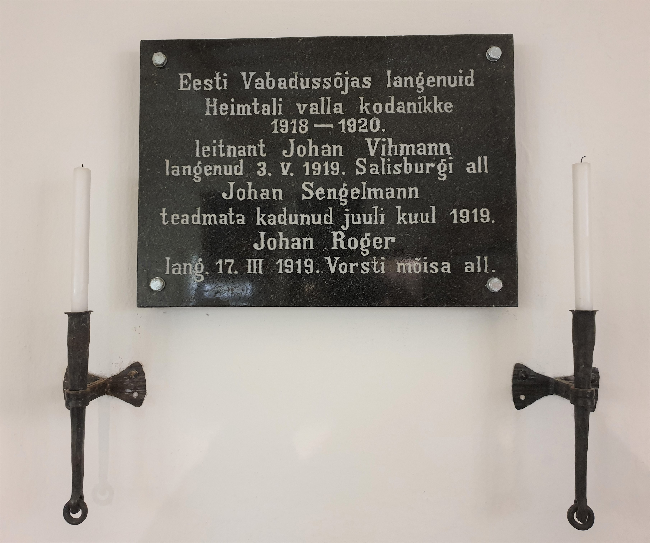 Eesti Vabadussõjas langenuid
Heimtali valla kodanikke
1918 — 1920.
leitnant Johan Vihmann
langenud 3. V. 1919. Salisburgi all
Johan Sengelmann
teadmata kadunud juuli kuul 1919.
Johan Roger
lang. 17. III 1919. Vorsti mõisa all.